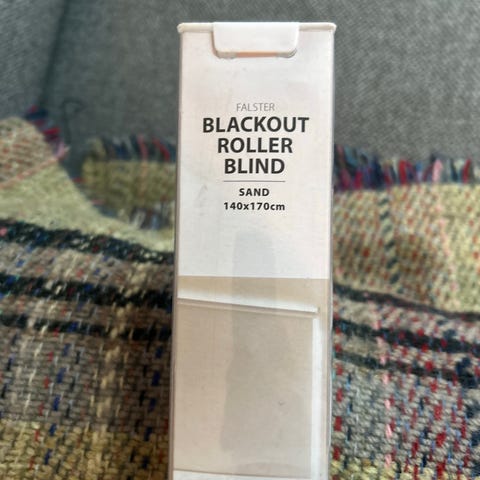 FALSTER
BLACKOUT
ROLLER
BLIND
SAND
140x170cm